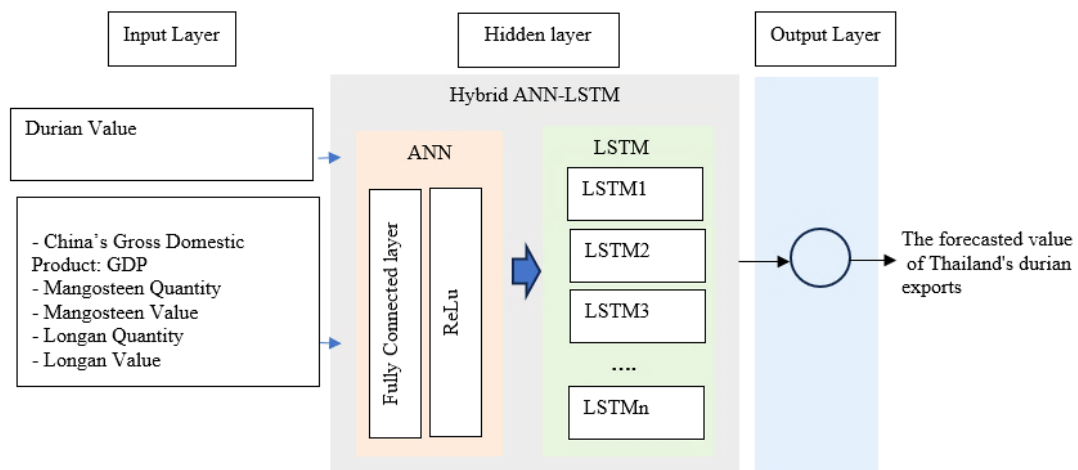 Input Layer
Hidden layer
Output Layer
Hybrid ANN-LSTM
Durian Value
- China's Gross Domestic
Product: GDP
- Mangosteen Quantity
- Mangosteen Value
- Longan Quantity
- Longan Value
ANN
Fully Connected layer
ReLu
LSTM
LSTM1
LSTM2
LSTM3
....
LSTMn
The forecasted value
of Thailand's durian
exports